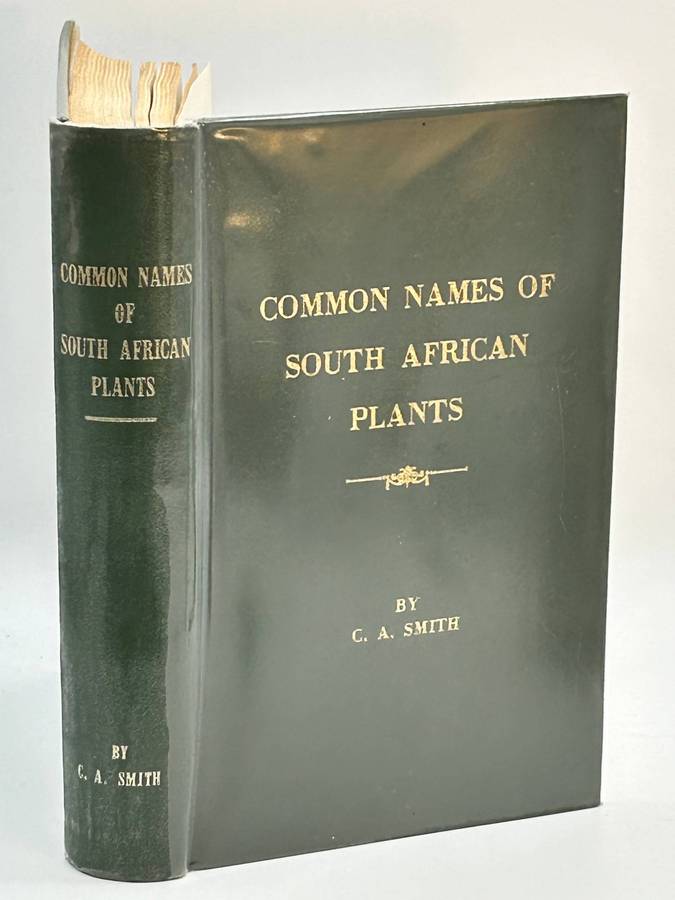 COMMON NAMES
OF
SOUTH AFRICAN
PLANTS
BY
C. A. SMITH
COMMON NAMES OF
SOUTH AFRICAN
PLANTS
BY
C. A. SMITH